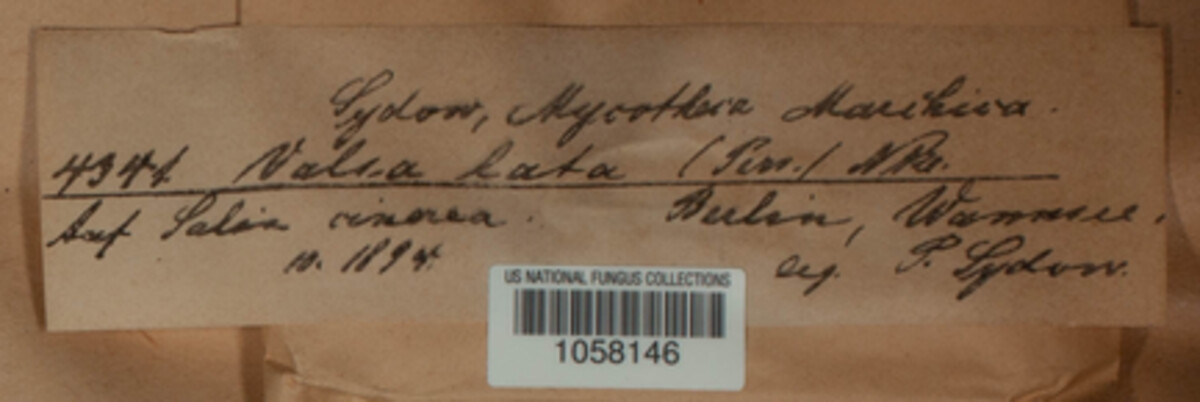 Sydow, Mycotheca Marchica.
4344. Valsa lata (Pers.) Nke.
Auf Salix cinerea. Berlin, Wannsee.
10. 1894. leg. P. Sydow.
US NATIONAL FUNGUS COLLECTIONS
1058146